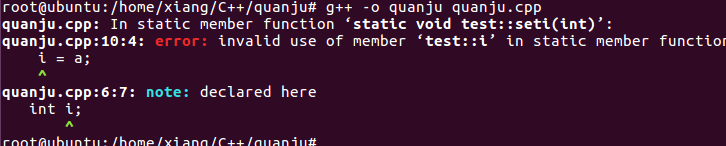 root@ubuntu:/home/xiang/C++/quanju# g++ -o quanju quanju.cpp
quanju.cpp: In static member function ‘static void test::seti(int)’:
quanju.cpp:10:4: error: invalid use of member ‘test::i’ in static member function
i = a;
^
quanju.cpp:6:7: note: declared here
int i;
^
root@ubuntu:/home/xiang/C++/quanju#